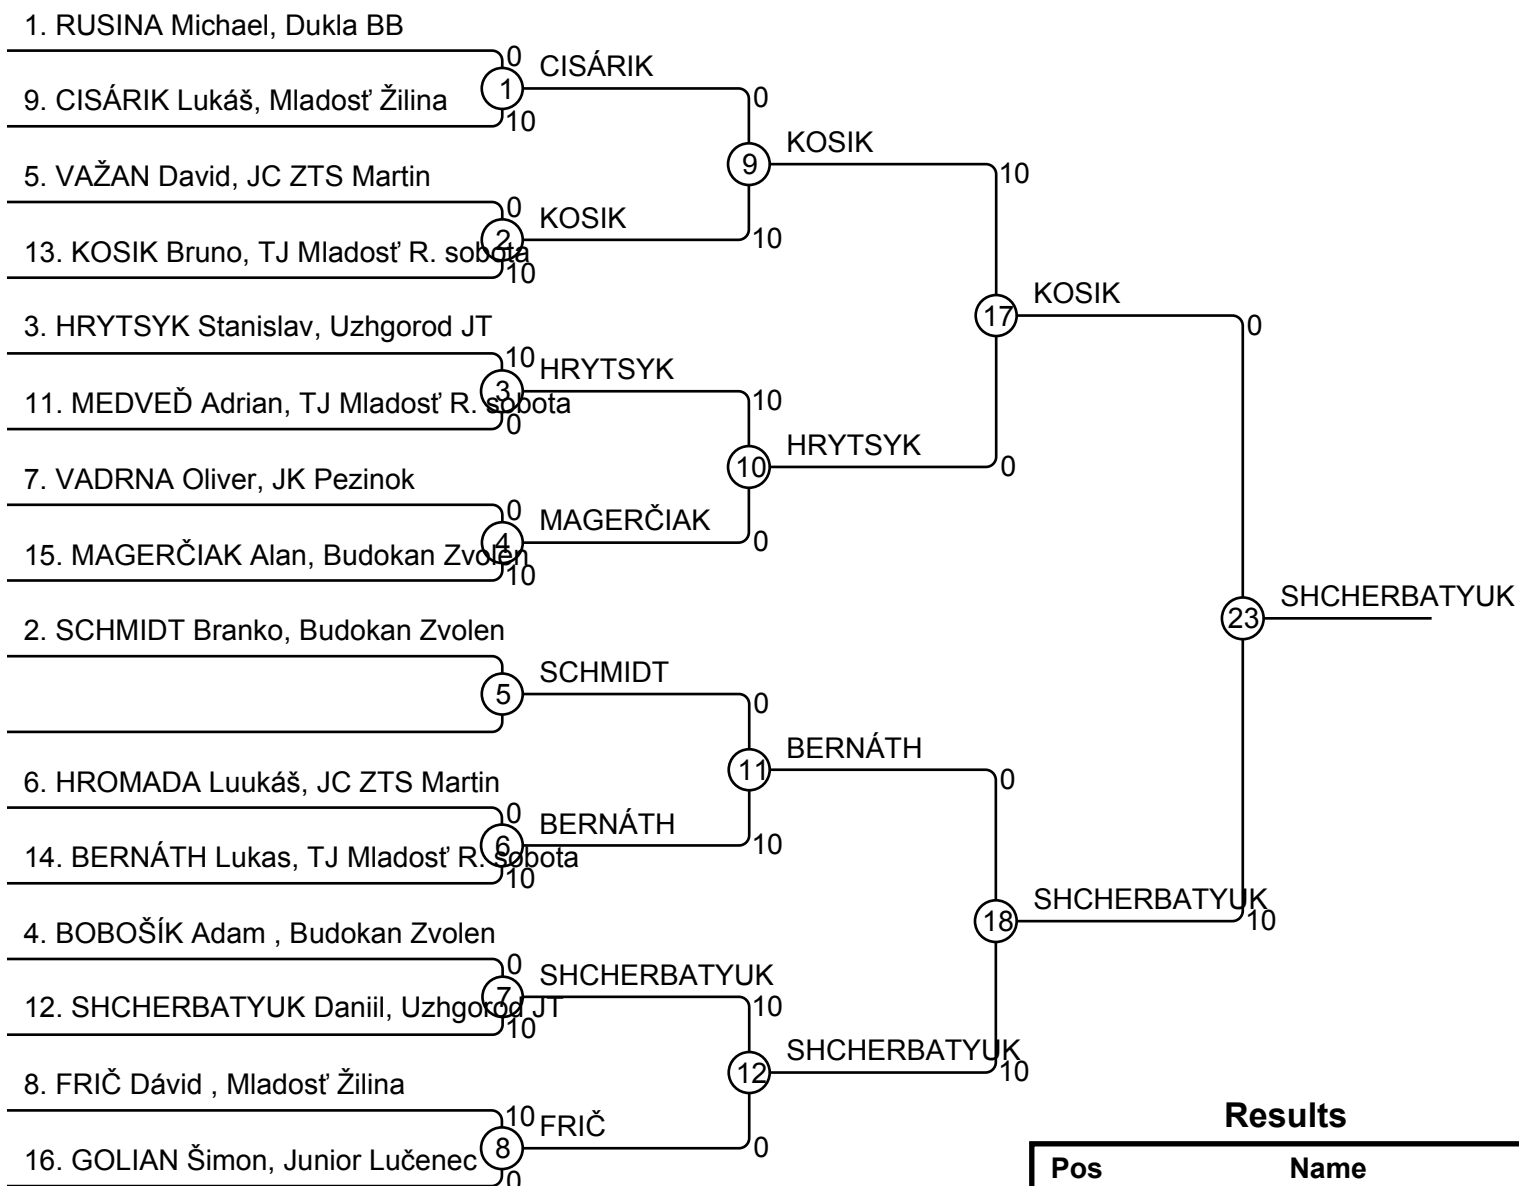 1. RUSINA Michael, Dukla BB
0
CISÁRIK
1
0
9. CISÁRIK Lukáš, Mladosť Žilina
10
KOSIK
9
10
5. VAŽAN David, JC ZTS Martin
0
KOSIK
2
10
13. KOSIK Bruno, TJ Mladosť R. sobota
10
KOSIK
17
0
3. HRYTSYK Stanislav, Uzhgorod JT
10
HRYTSYK
3
10
11. MEDVEĎ Adrian, TJ Mladosť R. sobota
0
HRYTSYK
10
0
7. VADRNA Oliver, JK Pezinok
0
MAGERČIAK
4
0
15. MAGERČIAK Alan, Budokan Zvolen
10
SHCHERBATYUK
23
2. SCHMIDT Branko, Budokan Zvolen
SCHMIDT
5
0
BERNÁTH
11
0
6. HROMADA Luukáš, JC ZTS Martin
0
BERNÁTH
6
10
14. BERNÁTH Lukas, TJ Mladosť R. sobota
10
SHCHERBATYUK
18
10
4. BOBOŠÍK Adam , Budokan Zvolen
0
SHCHERBATYUK
7
10
12. SHCHERBATYUK Daniil, Uzhgorod JT
10
SHCHERBATYUK
12
10
8. FRIČ Dávid , Mladosť Žilina
10
FRIČ
8
0
16. GOLIAN Šimon, Junior Lučenec
0
Results
Pos Name